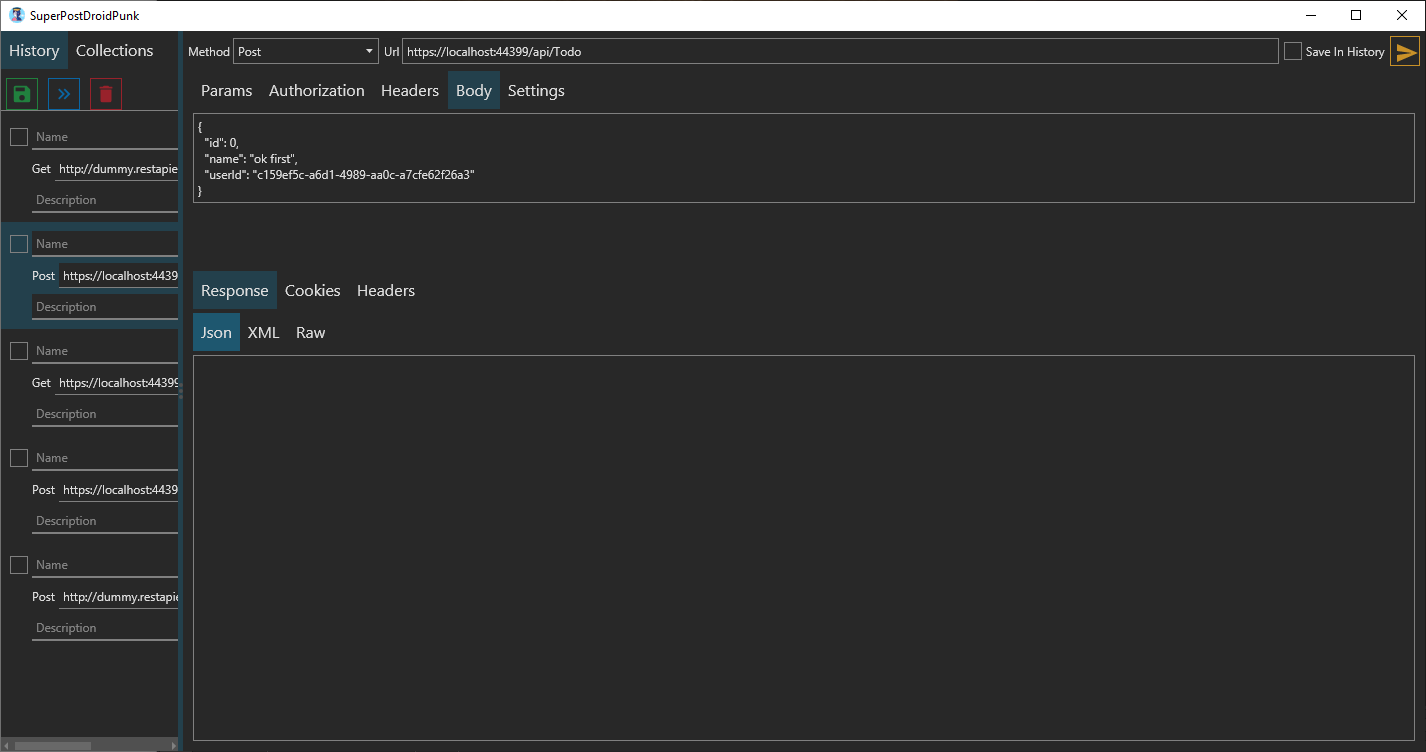 SuperPostDroidPunk
History Collections
Method Post Url https://localhost:44399/api/Todo Save In History
Params Authorization Headers Body Settings
{
"id": 0,
"name": "ok first",
"userId": "c159ef5c-a6d1-4989-aa0c-a7cfe62f26a3"
}
Response Cookies Headers
Json XML Raw
Name
Get http://dummy.restapie
Description
Name
Post https://localhost:4439
Description
Name
Get https://localhost:44399
Description
Name
Post https://localhost:4439
Description
Name
Post http://dummy.restapie
Description